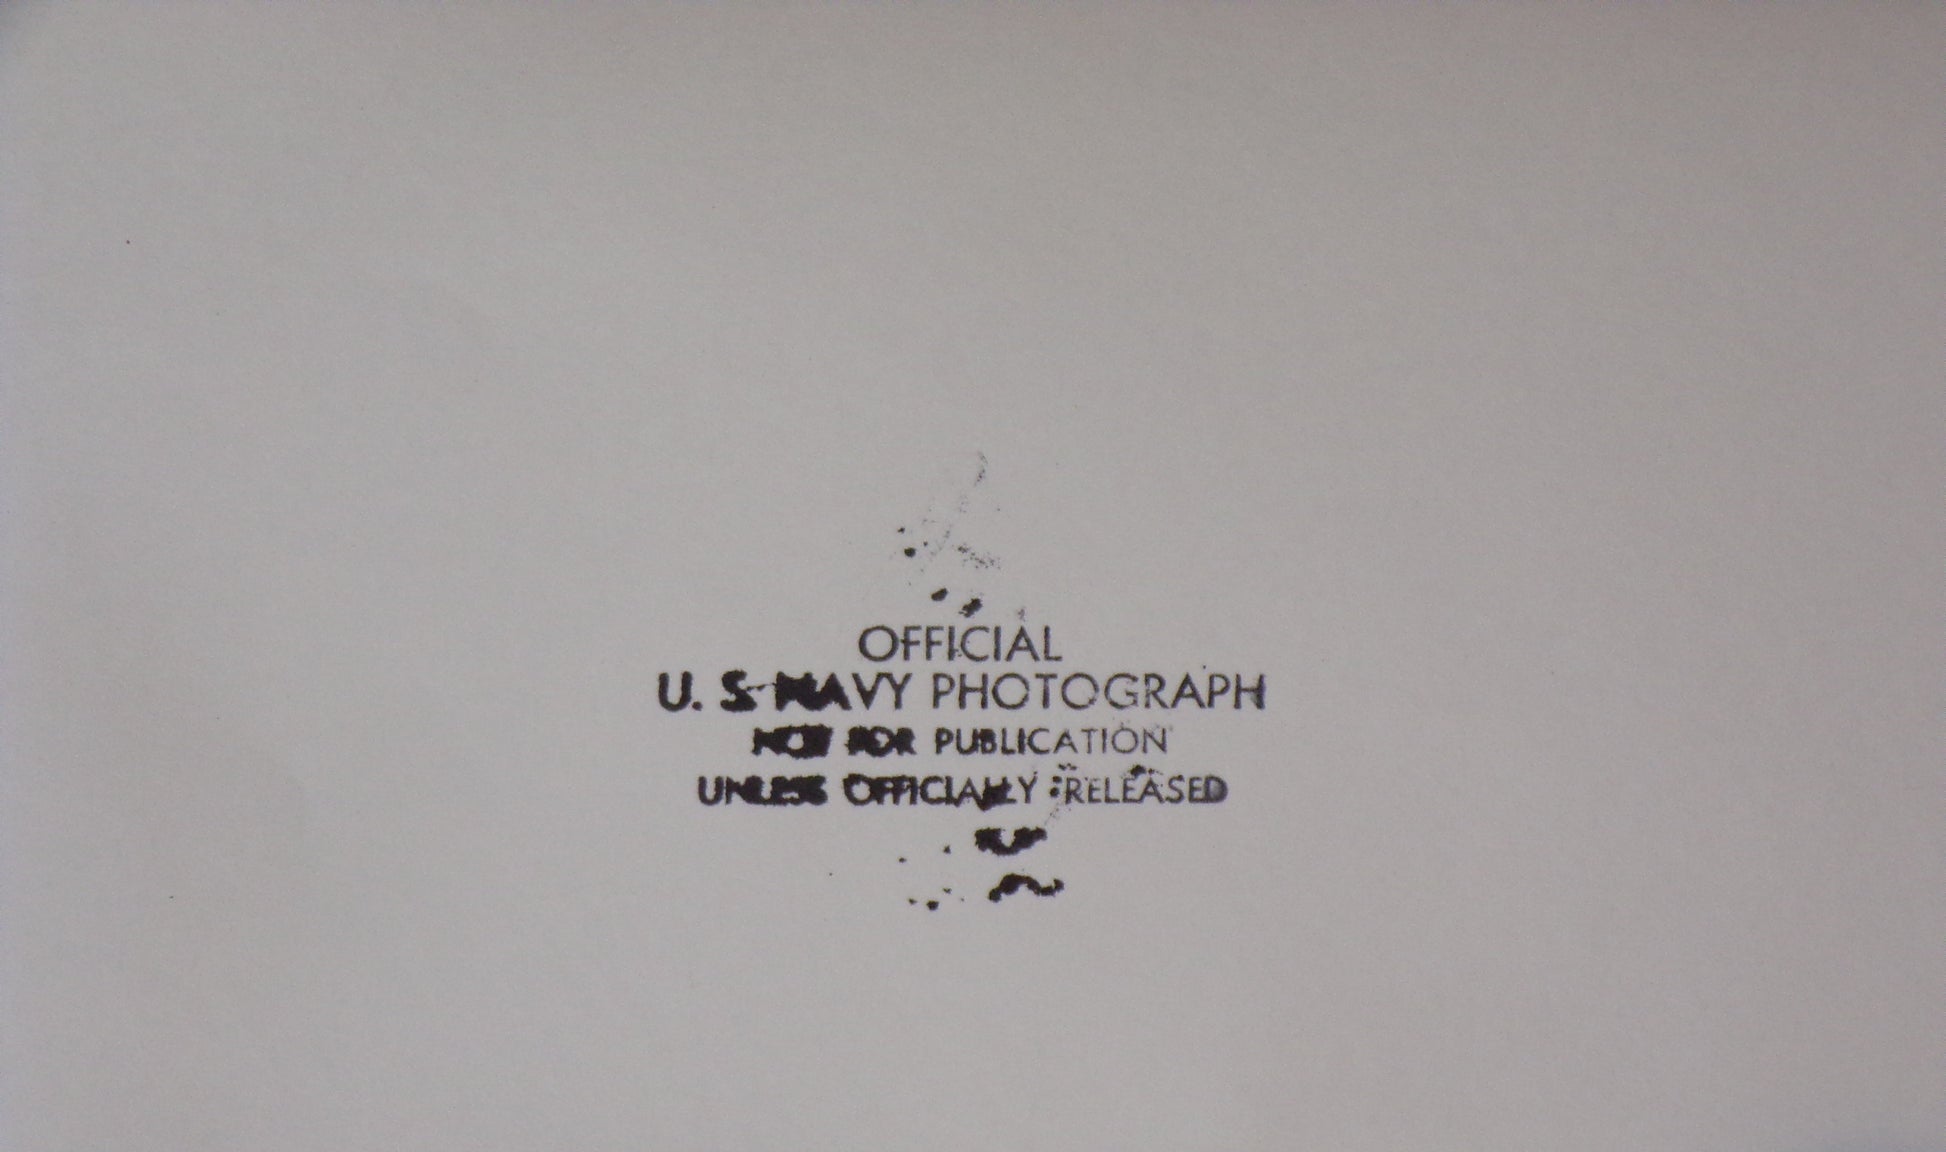 OFFICIAL
U. S. NAVY PHOTOGRAPH
NOT FOR PUBLICATION
UNLESS OFFICIALLY RELEASED